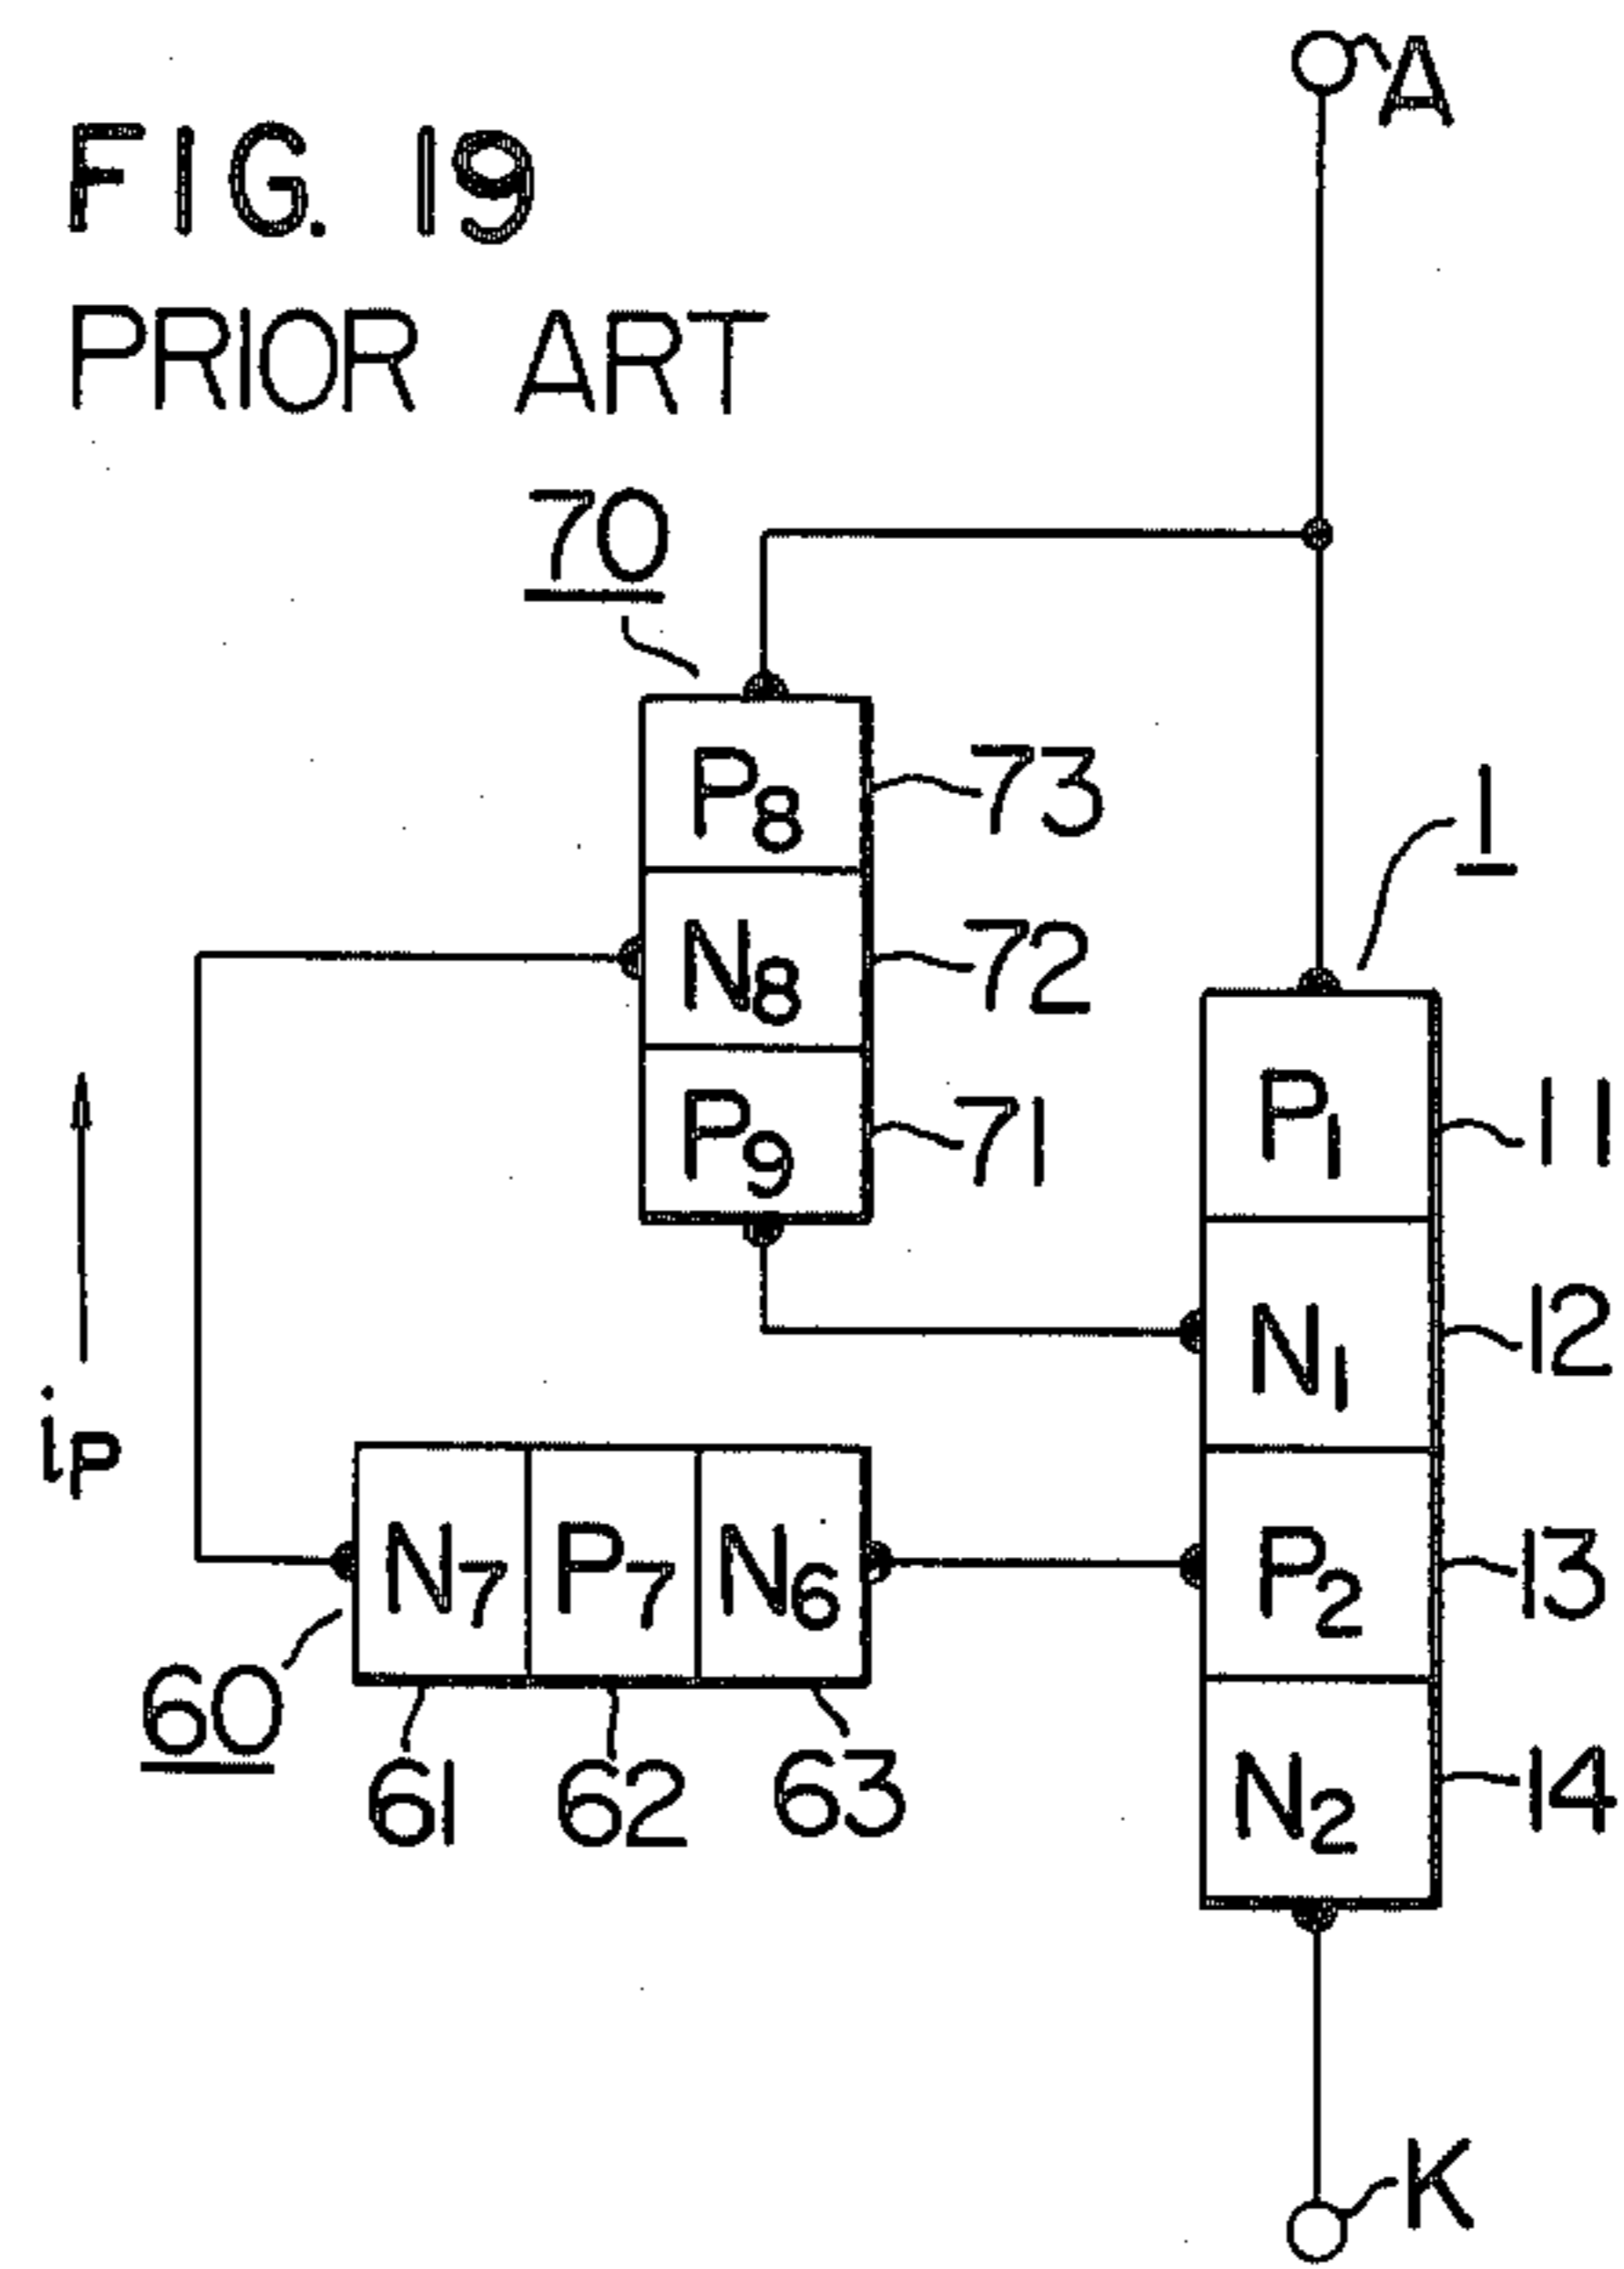 A
FIG. 19
PRIOR ART
70
P8 73
1
N8 72
P9 71
P1 11
N1 12
iP
N7 P7 N6
P2 13
60
61 62 63
N2 14
K